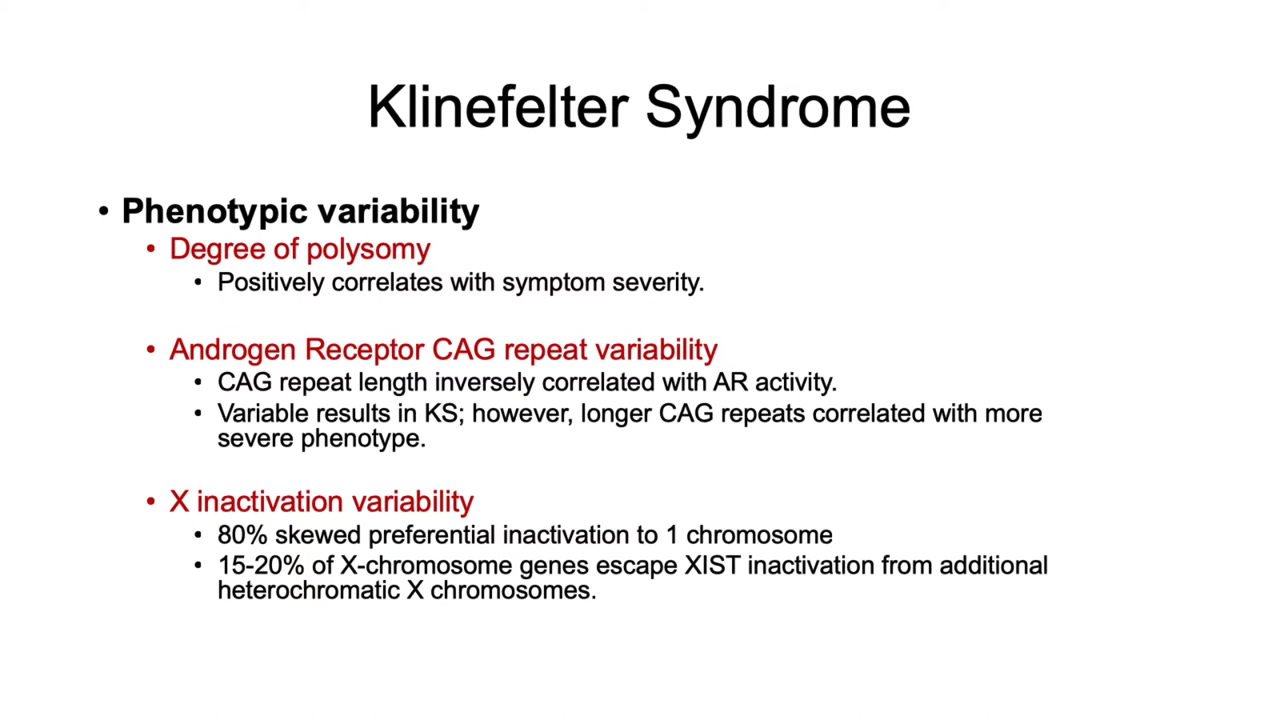 Klinefelter Syndrome
• Phenotypic variability
• Degree of polysomy
• Positively correlates with symptom severity.
• Androgen Receptor CAG repeat variability
• CAG repeat length inversely correlated with AR activity.
• Variable results in KS; however, longer CAG repeats correlated with more
severe phenotype.
• X inactivation variability
• 80% skewed preferential inactivation to 1 chromosome
• 15-20% of X-chromosome genes escape XIST inactivation from additional
heterochromatic X chromosomes.